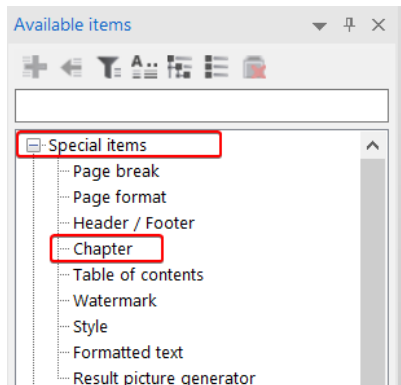 Available items
Special items
Page break
Page format
Header / Footer
Chapter
Table of contents
Watermark
Style
Formatted text
Result picture generator